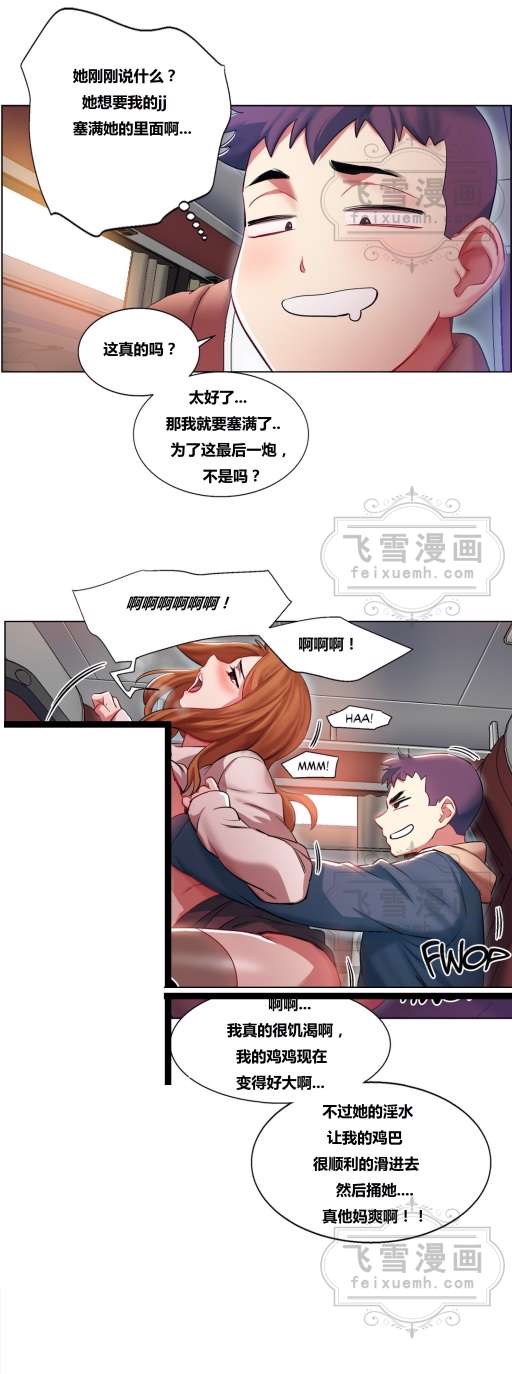 她刚刚说什么？
她想要我的jj
塞满她的里面啊...
飞雪漫画
feixuemh.com
这真的吗？
太好了...
那我就要塞满了..
为了这最后一炮，
不是吗？
飞雪漫画
feixuemh.com
啊啊啊啊啊啊！
啊啊啊！
HAA!
MMM!
飞雪漫画
feixuemh.com
FWOP
啊啊...
我真的很饥渴啊，
我的鸡鸡现在
变得好大啊...
不过她的淫水
让我的鸡巴
很顺利的滑进去
然后捅她....
真他妈爽啊！！
飞雪漫画
feixuemh.com